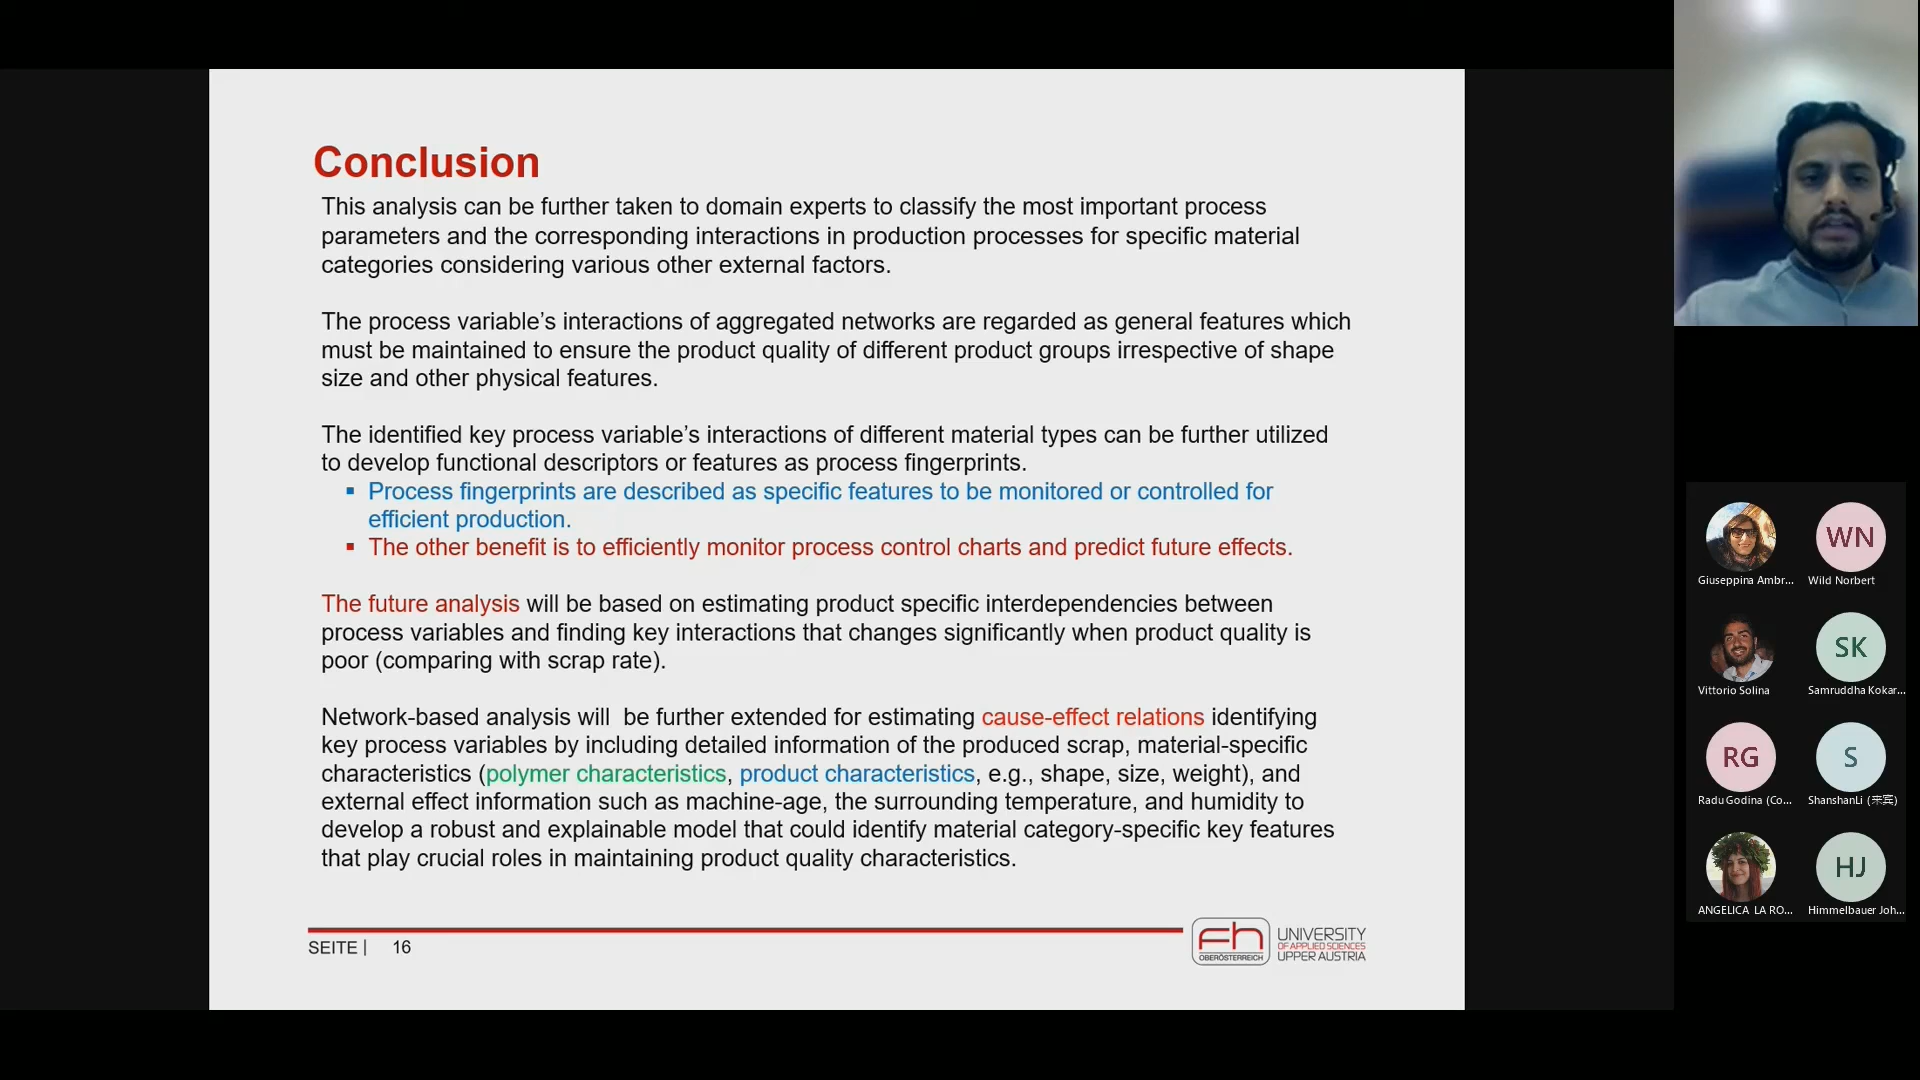 Conclusion
This analysis can be further taken to domain experts to classify the most important process
parameters and the corresponding interactions in production processes for specific material
categories considering various other external factors.
The process variable’s interactions of aggregated networks are regarded as general features which
must be maintained to ensure the product quality of different product groups irrespective of shape
size and other physical features.
The identified key process variable’s interactions of different material types can be further utilized
to develop functional descriptors or features as process fingerprints.
▪ Process fingerprints are described as specific features to be monitored or controlled for
efficient production.
▪ The other benefit is to efficiently monitor process control charts and predict future effects.
The future analysis will be based on estimating product specific interdependencies between
process variables and finding key interactions that changes significantly when product quality is
poor (comparing with scrap rate).
Network-based analysis will  be further extended for estimating cause-effect relations identifying
key process variables by including detailed information of the produced scrap, material-specific
characteristics (polymer characteristics, product characteristics, e.g., shape, size, weight), and
external effect information such as machine-age, the surrounding temperature, and humidity to
develop a robust and explainable model that could identify material category-specific key features
that play crucial roles in maintaining product quality characteristics.
SEITE | 16
fh
OBERÖSTERREICH
UNIVERSITY
OF APPLIED SCIENCES
UPPER AUSTRIA
WN
Giuseppina Ambr...
Wild Norbert
SK
Vittorio Solina
Samruddha Kokar...
RG
S
Radu Godina (Co...
ShanshanLi (来宾)
HJ
ANGELICA LA RO...
Himmelbauer Joh...